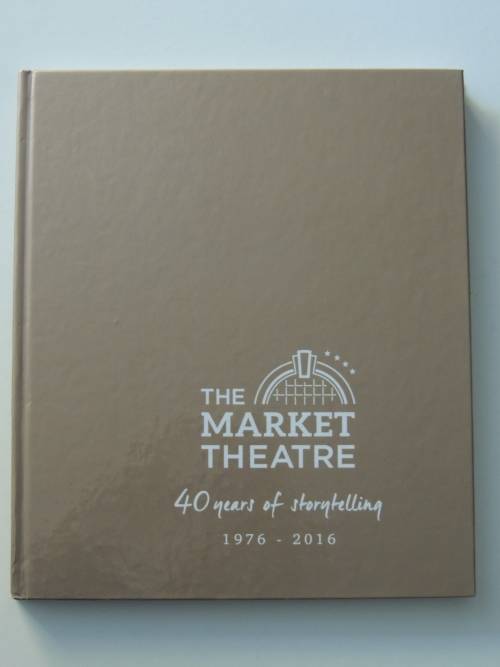 THE
MARKET
THEATRE
40 years of storytelling
1976 - 2016